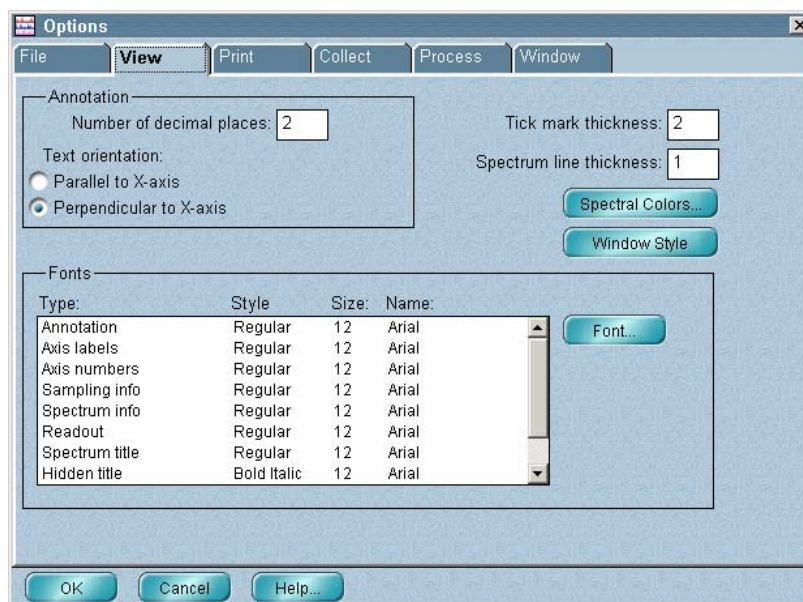 Options
File View Print Collect Process Window
Annotation
Number of decimal places: 2
Text orientation:
Parallel to X-axis
Perpendicular to X-axis
Tick mark thickness: 2
Spectrum line thickness: 1
Spectral Colors...
Window Style
Fonts
Type: Style Size: Name:
Annotation Regular 12 Arial
Axis labels Regular 12 Arial
Axis numbers Regular 12 Arial
Sampling info Regular 12 Arial
Spectrum info Regular 12 Arial
Readout Regular 12 Arial
Spectrum title Regular 12 Arial
Hidden title Bold Italic 12 Arial
Font...
OK Cancel Help...